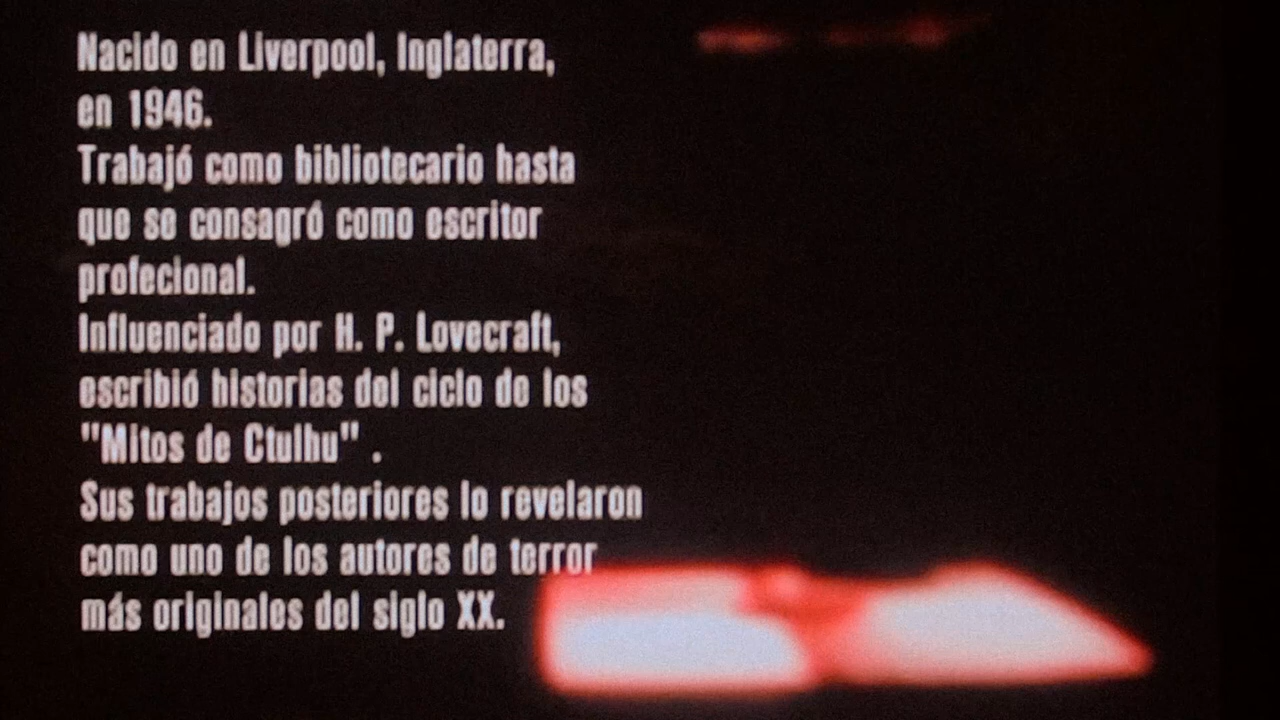 Nacido en Liverpool, Inglaterra,
en 1946.
Trabajó como bibliotecario hasta
que se consagró como escritor
profecional.
Influenciado por H. P. Lovecraft,
escribió historias del ciclo de los
"Mitos de Ctulhu" .
Sus trabajos posteriores lo revelaron
como uno de los autores de terror
más originales del siglo XX.